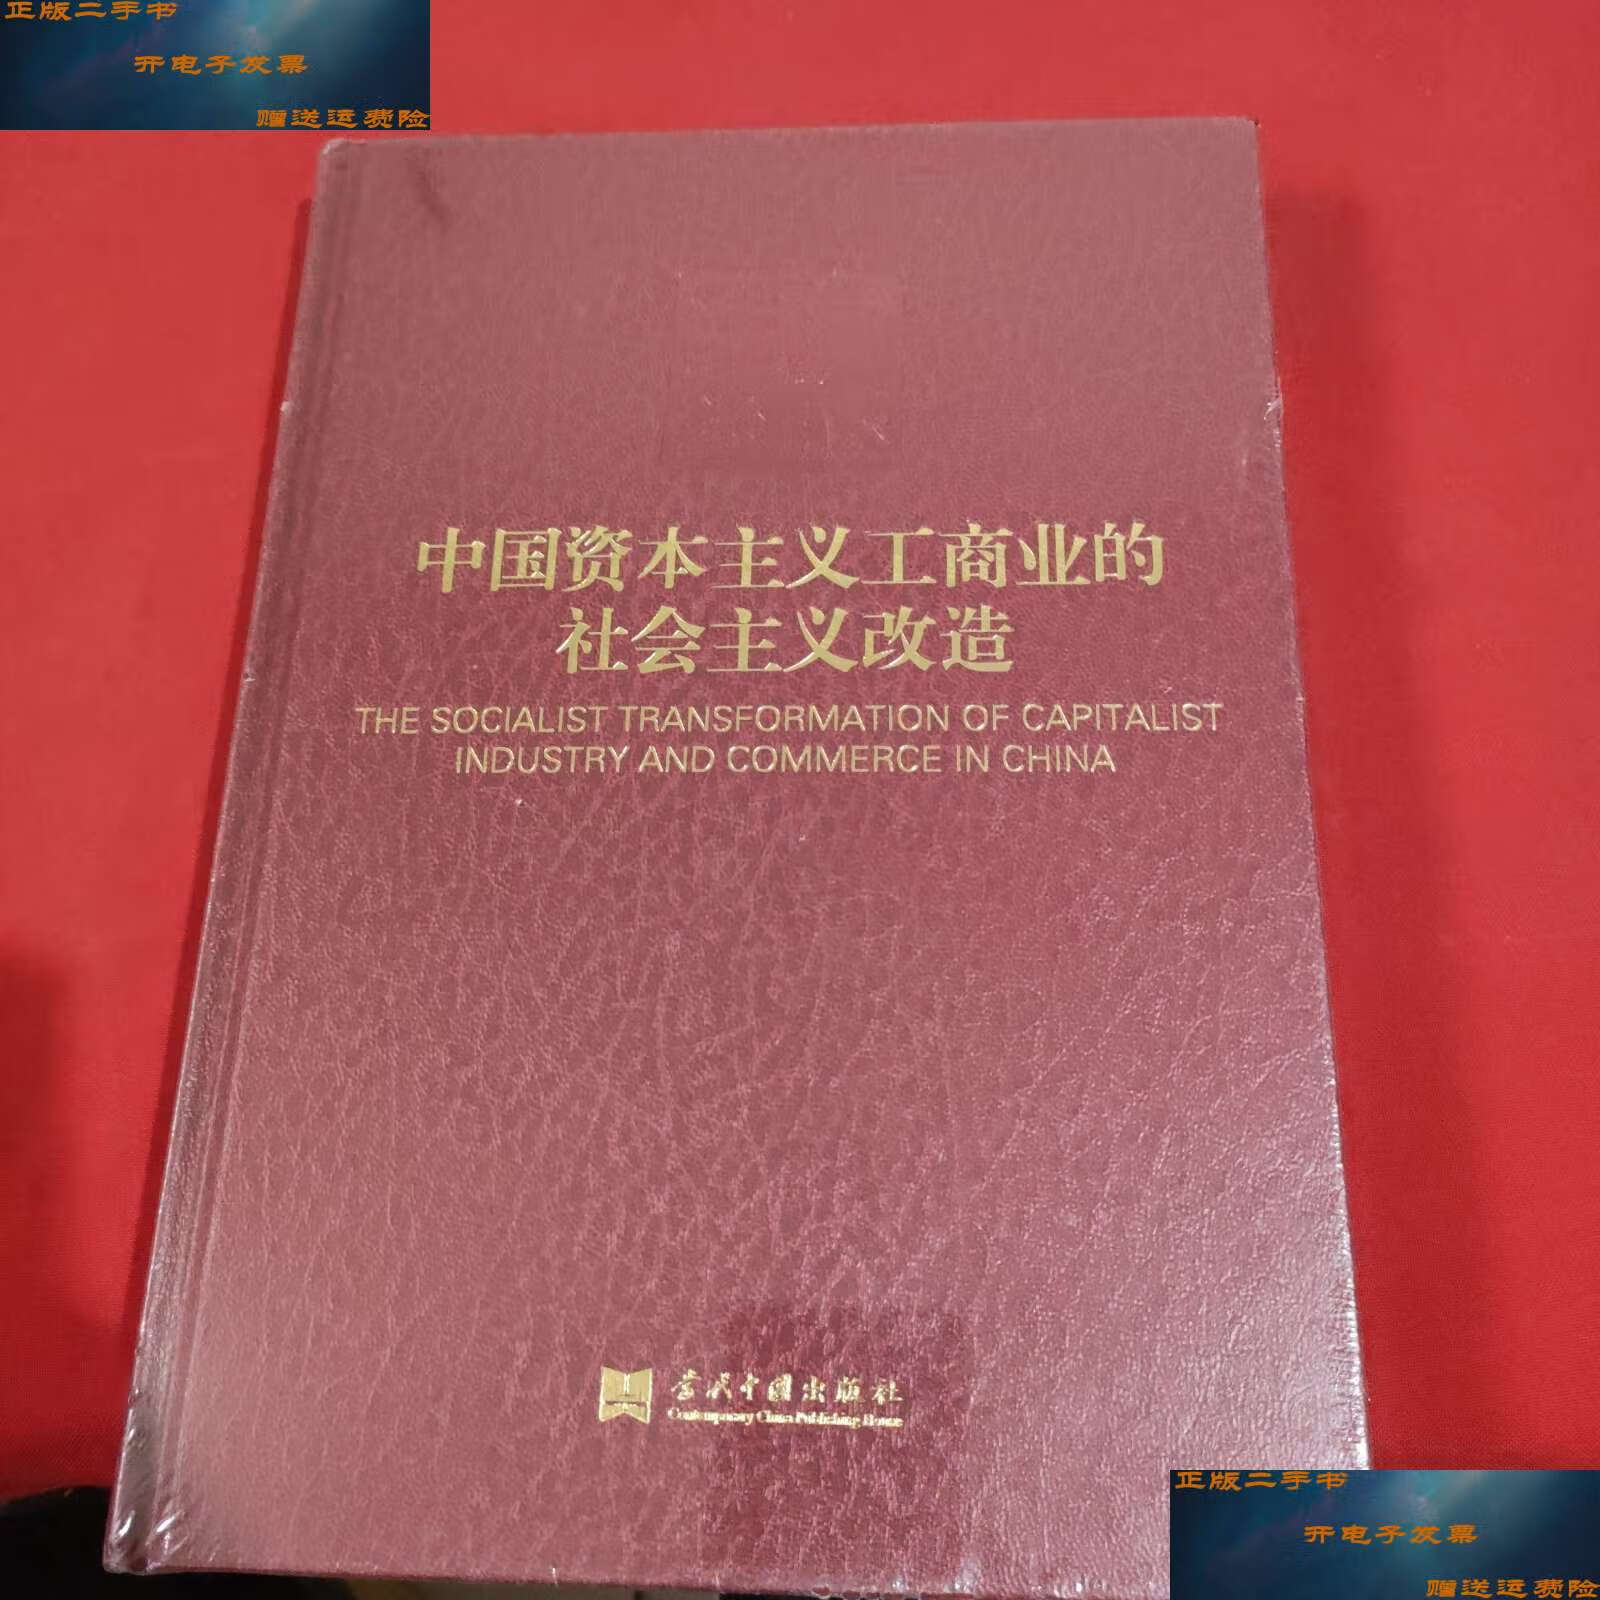 正版二手书
开电子发票
赠送运费险
中国资本主义工商业的
社会主义改造
THE SOCIALIST TRANSFORMATION OF CAPITALIST
INDUSTRY AND COMMERCE IN CHINA
当代中国出版社
Contemporary China Publishing House
正版二手书
开电子发票
赠送运费险